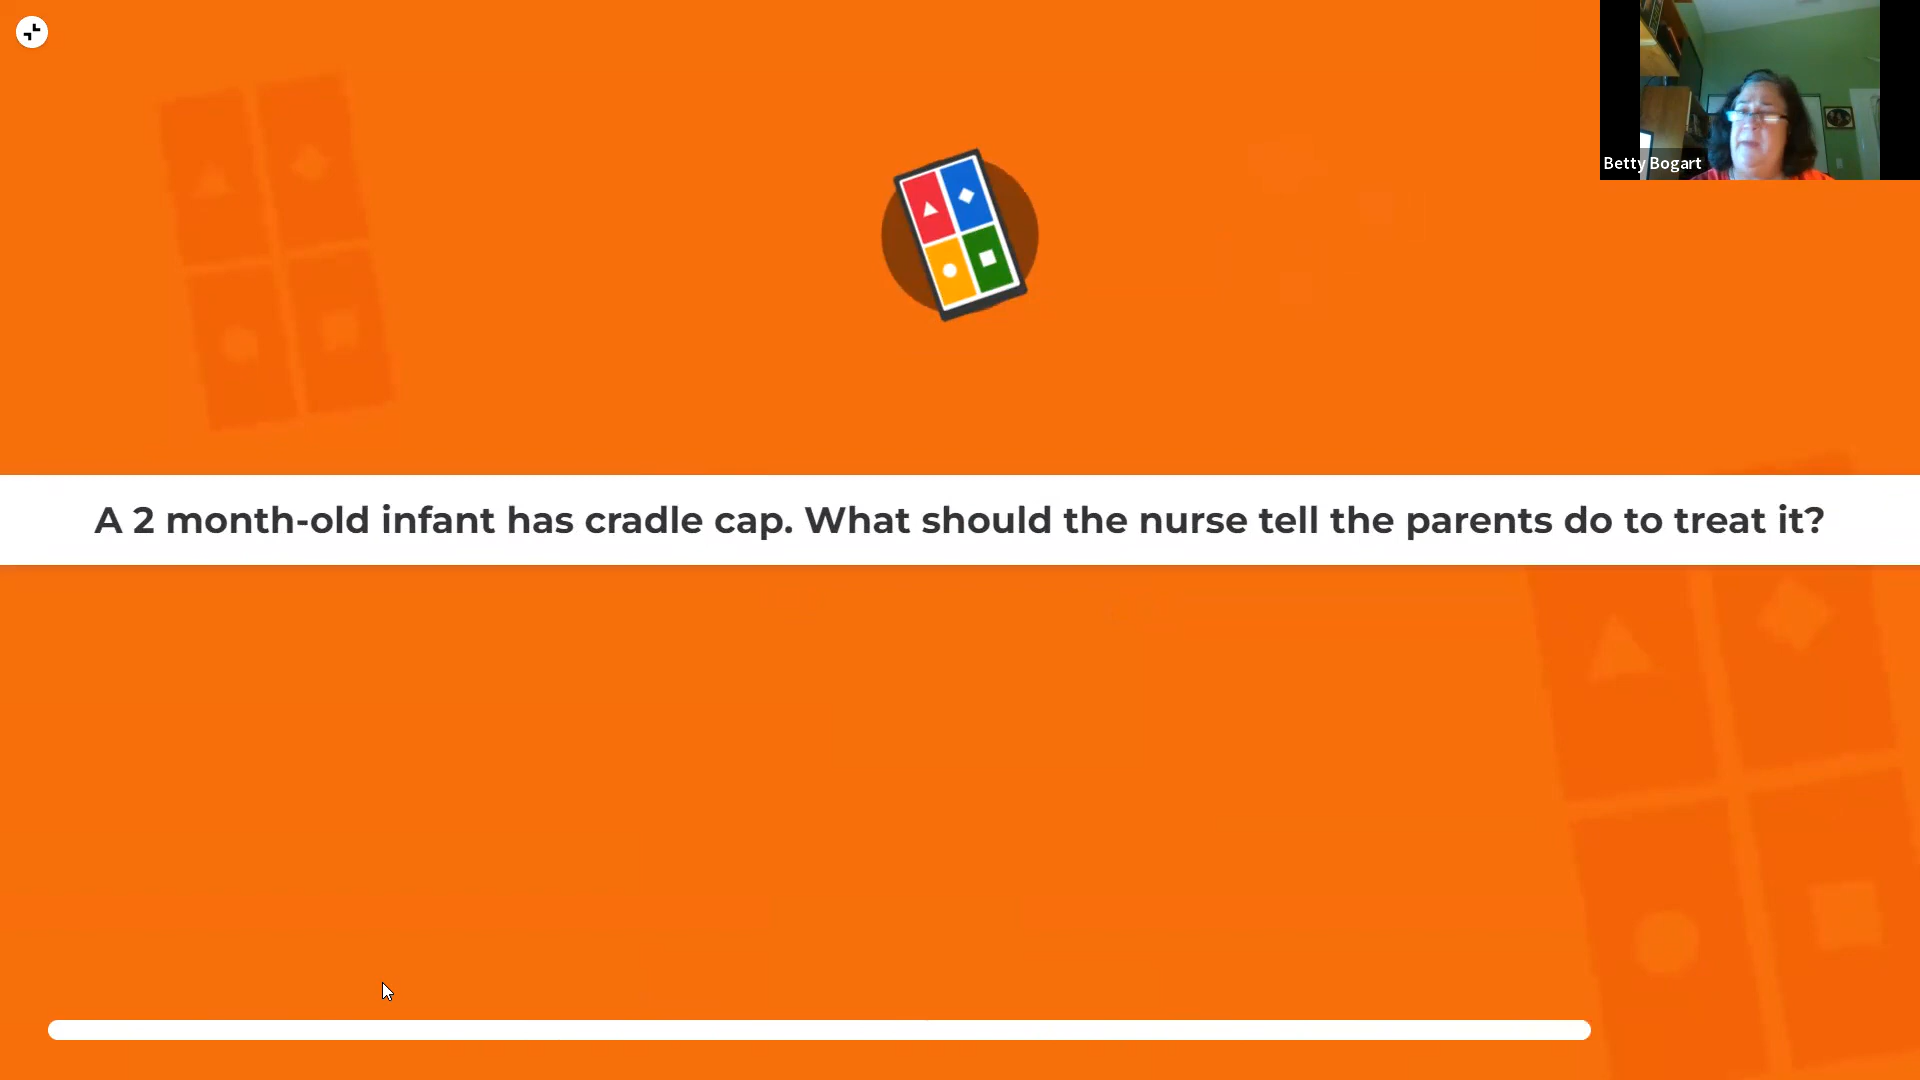 Betty Bogart
A 2 month-old infant has cradle cap. What should the nurse tell the parents do to treat it?